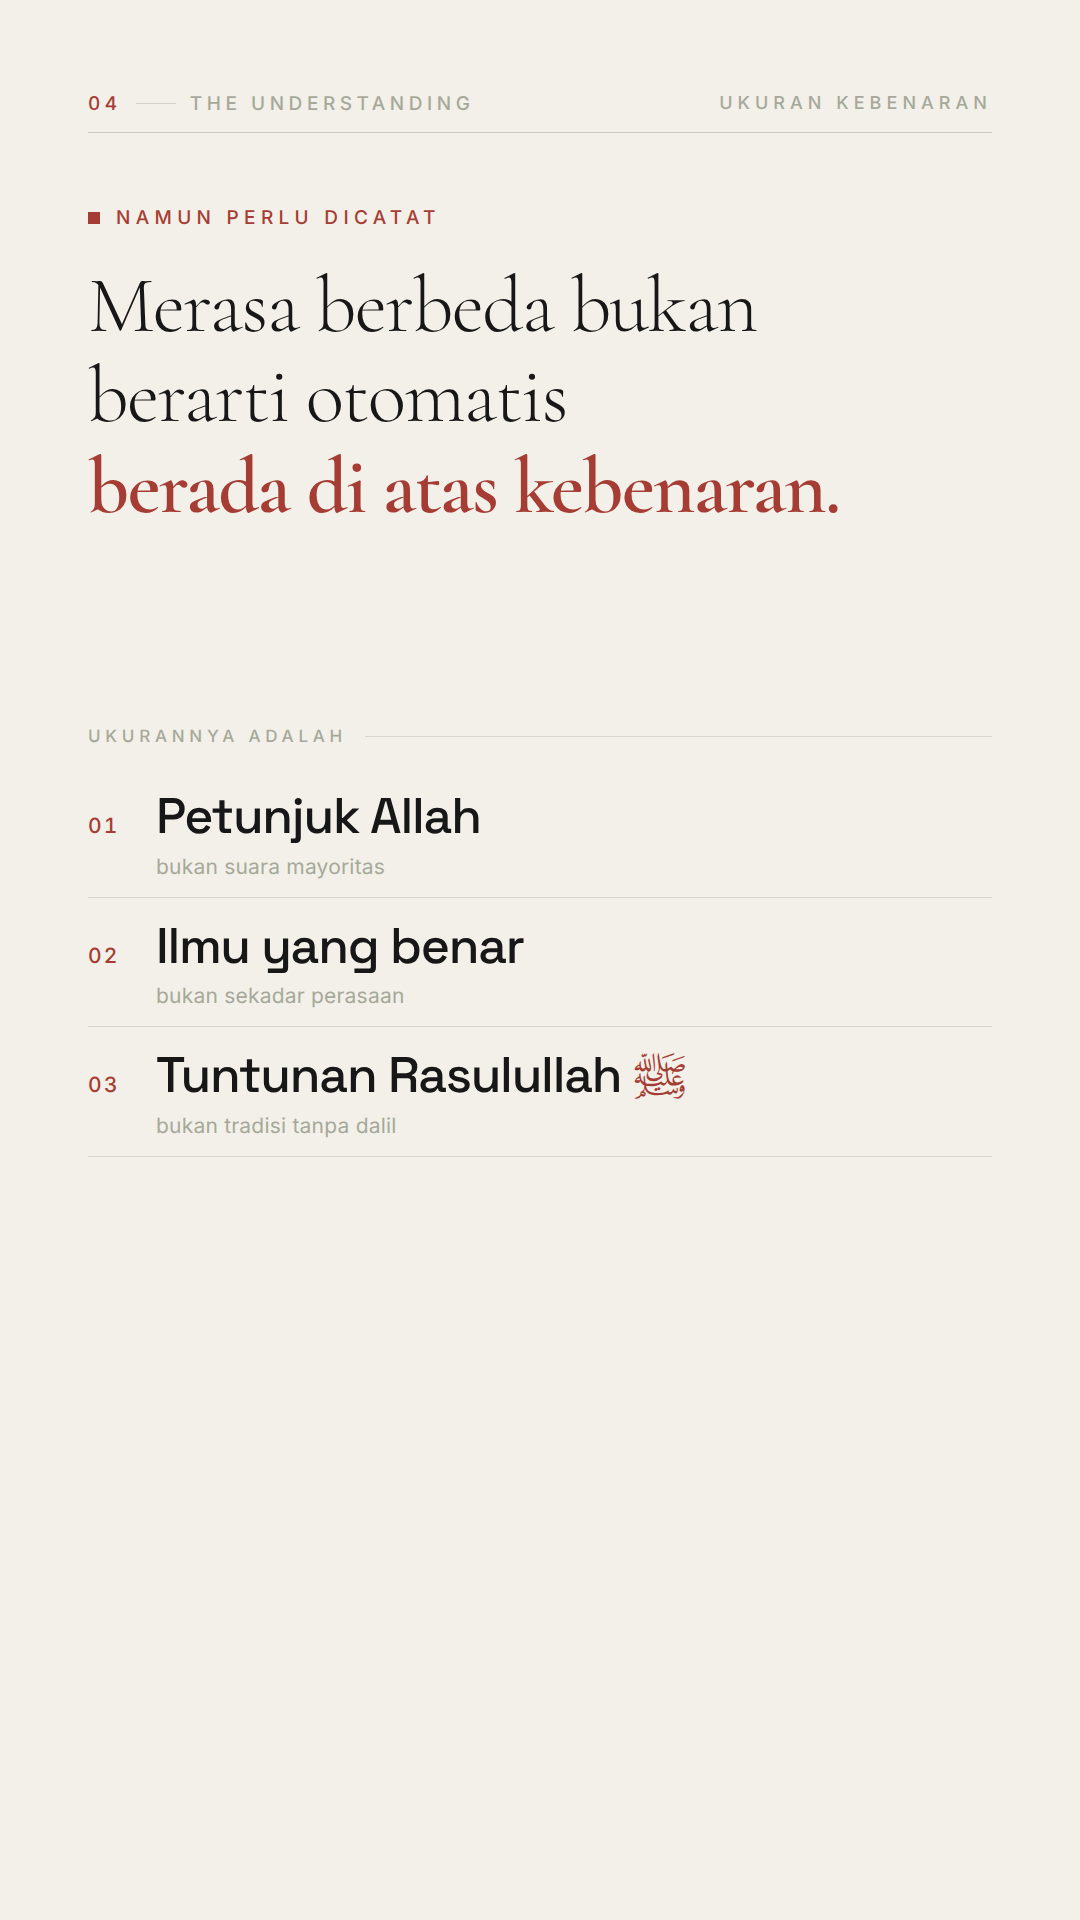 04 THE UNDERSTANDING UKURAN KEBENARAN
NAMUN PERLU DICATAT
Merasa berbeda bukan
berarti otomatis
berada di atas kebenaran.
UKURANNYA ADALAH
01 Petunjuk Allah
bukan suara mayoritas
02 Ilmu yang benar
bukan sekadar perasaan
03 Tuntunan Rasulullah ﷺ
bukan tradisi tanpa dalil